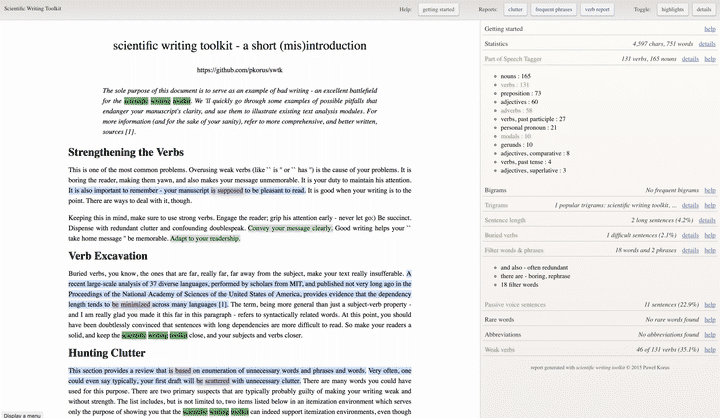 Scientific Writing Toolkit
Help: getting started Reports: clutter frequent phrases verb report Toggle: highlights details
scientific writing toolkit - a short (mis)introduction
https://github.com/pkorus/swtk
The sole purpose of this document is to serve as an example of bad writing - an excellent battlefield
for the scientific writing toolkit. We 'll quickly go through some examples of possible pitfalls that
endanger your manuscript's clarity, and use them to illustrate existing text analysis modules. For
more information (and for the sake of your sanity), refer to more comprehensive, and better written,
sources [1].
Strengthening the Verbs
This is one of the most common problems. Overusing weak verbs (like `` is '' or `` has '') is the cause of your problems. It is
boring the reader, making them yawn, and also makes your message unmemorable. It is your duty to maintain his attention.
It is also important to remember - your manuscript is supposed to be pleasant to read. It is good when your writing is to the
point. There are ways to deal with it, though.
Keeping this in mind, make sure to use strong verbs. Engage the reader; grip his attention early - never let go:) Be succinct.
Dispense with redundant clutter and confounding doublespeak. Convey your message clearly. Good writing helps your ``
take home message '' be memorable. Adapt to your readership.
Verb Excavation
Buried verbs, you know, the ones that are far, really far, far away from the subject, make your text really insufferable. A
recent large-scale analysis of 37 diverse languages, performed by scholars from MIT, and published not very long ago in the
Proceedings of the National Academy of Sciences of the United States of America, provides evidence that the dependency
length tends to be minimized across many languages [1]. The term, being more general than just a subject-verb property -
and I am really glad you made it this far in this paragraph - refers to syntactically related words. At this point, you should
have been doubtlessly convinced that sentences with long dependencies are more difficult to read. So make your readers a
solid, and keep the scientific writing toolkit close, and your subjects and verbs closer.
Hunting Clutter
This section provides a review that is based on enumeration of unnecessary words and phrases and words. Very often, one
could even say typically, your first draft will be scattered with unnecessary clutter. There are many words you could have
used for this purpose. There are two primary suspects that are typically probably guilty of making your writing weak and
without strength. The list includes, but is not limited to, two items listed below in an itemization environment which serves
only the purpose of showing you that the scientific writing toolkit can indeed support itemization environments, even though
Display a menu
Getting started help
Statistics 4,597 chars, 751 words details help
Part of Speech Tagger 131 verbs, 165 nouns details help
nouns : 165
verbs : 131
preposition : 73
adjectives : 60
adverbs : 58
verbs, past participle : 27
personal pronoun : 21
modals : 10
gerunds : 10
adjectives, comparative : 8
verbs, past tense : 4
adjectives, superlative : 3
Bigrams No frequent bigrams help
Trigrams 1 popular trigrams: scientific writing toolkit, ... details help
Sentence length 2 long sentences (4.2%) details help
Buried verbs 1 difficult sentences (2.1%) details help
Filter words & phrases 18 words and 2 phrases details help
and also - often redundant
there are - boring, rephrase
18 filter words
Passive voice sentences 11 sentences (22.9%) help
Rare words No rare words found help
Abbreviations No abbreviations found help
Weak verbs 46 of 131 verbs (35.1%) help
report generated with scientific writing toolkit © 2015 Pawel Korus